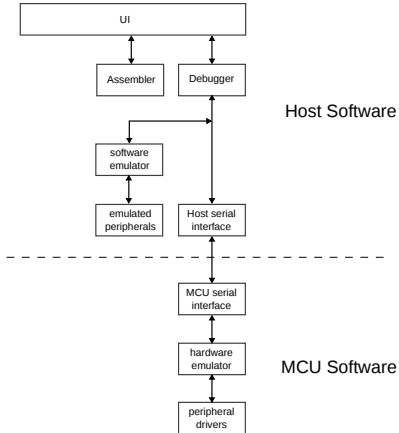 UI
Assembler
Debugger
Host Software
software
emulator
emulated
peripherals
Host serial
interface
MCU serial
interface
hardware
emulator
MCU Software
peripheral
drivers